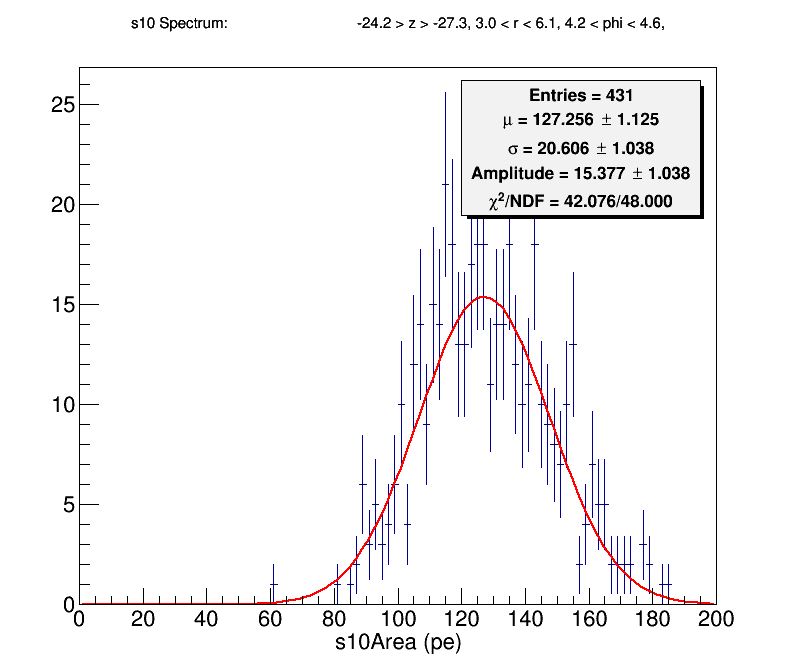 s10 Spectrum: -24.2 > z > -27.3, 3.0 < r < 6.1, 4.2 < phi < 4.6,
Entries = 431
μ = 127.256 ± 1.125
σ = 20.606 ± 1.038
Amplitude = 15.377 ± 1.038
χ²/NDF = 42.076/48.000
25
20
15
10
5
0
0 20 40 60 80 100 120 140 160 180 200
s10Area (pe)